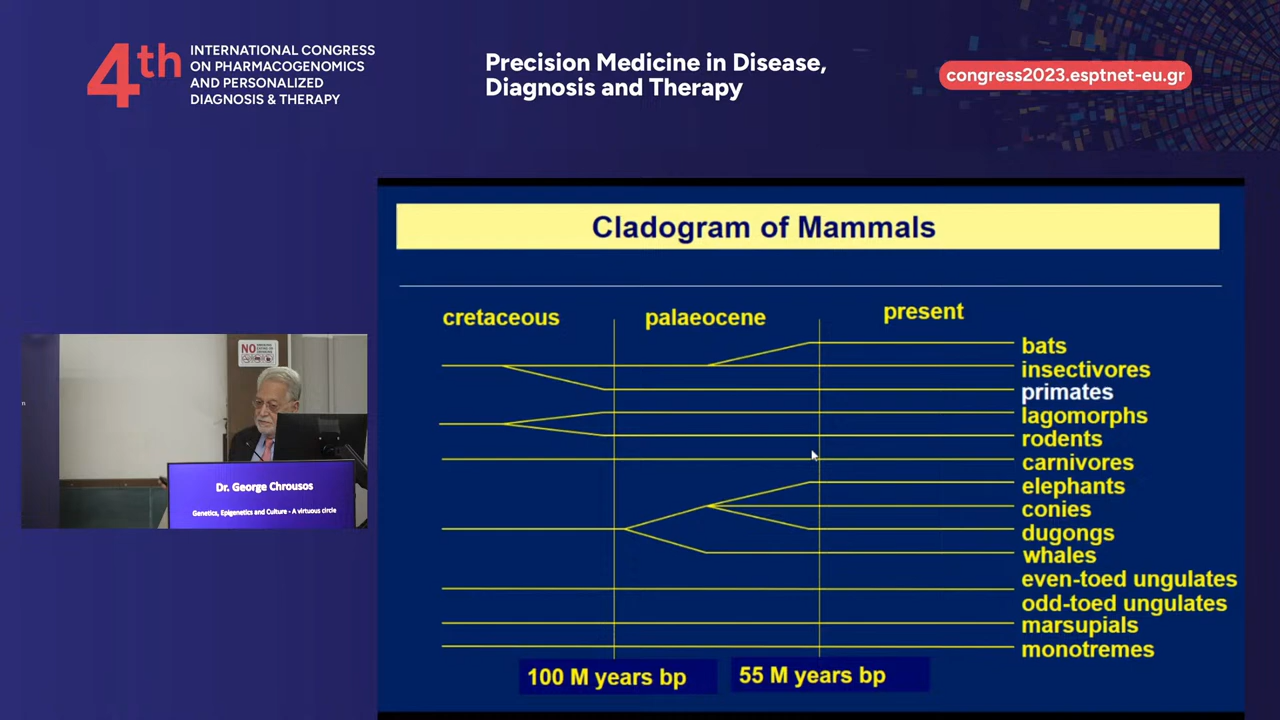 4th
INTERNATIONAL CONGRESS
ON PHARMACOGENOMICS
AND PERSONALIZED
DIAGNOSIS & THERAPY
Precision Medicine in Disease,
Diagnosis and Therapy
congress2023.esptnet-eu.gr
Cladogram of Mammals
cretaceous
palaeocene
present
bats
insectivores
primates
lagomorphs
rodents
carnivores
elephants
conies
dugongs
whales
even-toed ungulates
odd-toed ungulates
marsupials
monotremes
100 M years bp
55 M years bp
NO
Dr. George Chrousos
Genetics, Epigenetics and Culture - A virtuous circle